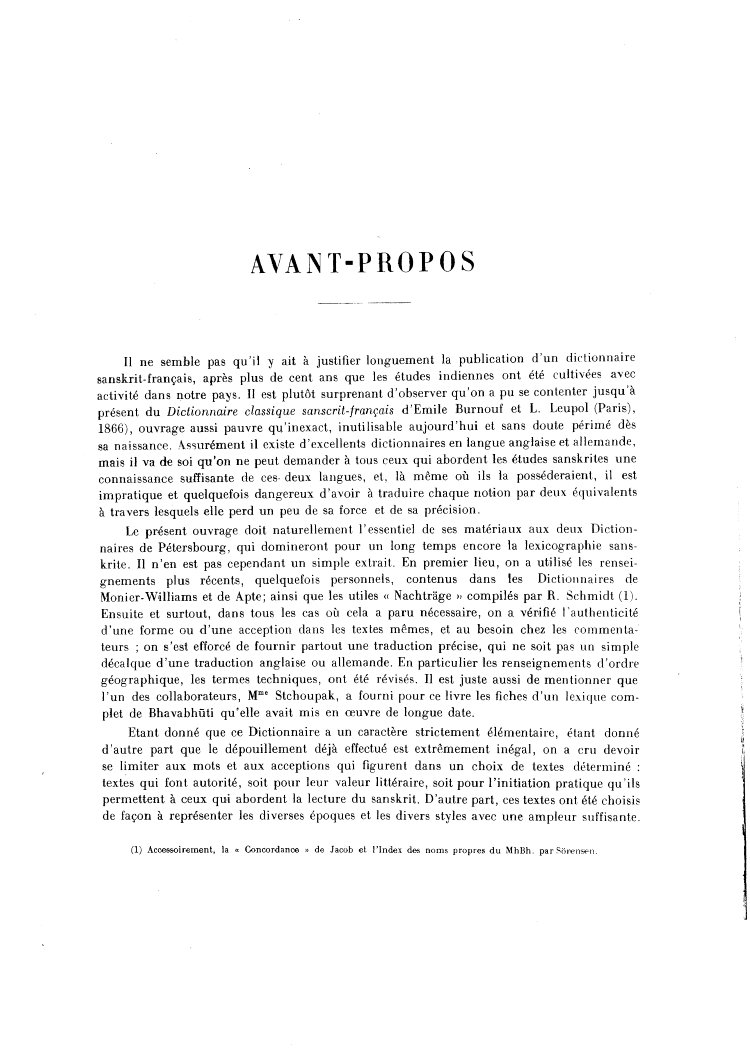 AVANT-PROPOS
Il ne semble pas qu'il y ait à justifier longuement la publication d'un dictionnaire
sanskrit-français, après plus de cent ans que les études indiennes ont été cultivées avec
activité dans notre pays. Il est plutôt surprenant d'observer qu'on a pu se contenter jusqu'à
présent du Dictionnaire classique sanscrit-français d'Emile Burnouf et L. Leupol (Paris),
1866), ouvrage aussi pauvre qu'inexact, inutilisable aujourd'hui et sans doute périmé dès
sa naissance. Assurément il existe d'excellents dictionnaires en langue anglaise et allemande,
mais il va de soi qu'on ne peut demander à tous ceux qui abordent les études sanskrites une
connaissance suffisante de ces deux langues, et, là même où ils la posséderaient, il est
impratique et quelquefois dangereux d'avoir à traduire chaque notion par deux équivalents
à travers lesquels elle perd un peu de sa force et de sa précision.
Le présent ouvrage doit naturellement l'essentiel de ses matériaux aux deux Diction-
naires de Pétersbourg, qui domineront pour un long temps encore la lexicographie sans-
krite. Il n'en est pas cependant un simple extrait. En premier lieu, on a utilisé les rensei-
gnements plus récents, quelquefois personnels, contenus dans les Dictionnaires de
Monier-Williams et de Apte; ainsi que les utiles « Nachträge » compilés par R. Schmidt (1).
Ensuite et surtout, dans tous les cas où cela a paru nécessaire, on a vérifié l'authenticité
d'une forme ou d'une acception dans les textes mêmes, et au besoin chez les commenta-
teurs ; on s'est efforcé de fournir partout une traduction précise, qui ne soit pas un simple
décalque d'une traduction anglaise ou allemande. En particulier les renseignements d'ordre
géographique, les termes techniques, ont été révisés. Il est juste aussi de mentionner que
l'un des collaborateurs, Mme Stchoupak, a fourni pour ce livre les fiches d'un lexique com-
plet de Bhavabhūti qu'elle avait mis en œuvre de longue date.
Etant donné que ce Dictionnaire a un caractère strictement élémentaire, étant donné
d'autre part que le dépouillement déjà effectué est extrêmement inégal, on a cru devoir
se limiter aux mots et aux acceptions qui figurent dans un choix de textes déterminé :
textes qui font autorité, soit pour leur valeur littéraire, soit pour l'initiation pratique qu'ils
permettent à ceux qui abordent la lecture du sanskrit. D'autre part, ces textes ont été choisis
de façon à représenter les diverses époques et les divers styles avec une ampleur suffisante.
(1) Accessoirement, la « Concordance » de Jacob et l'Index des noms propres du MhBh. par Sörensen.